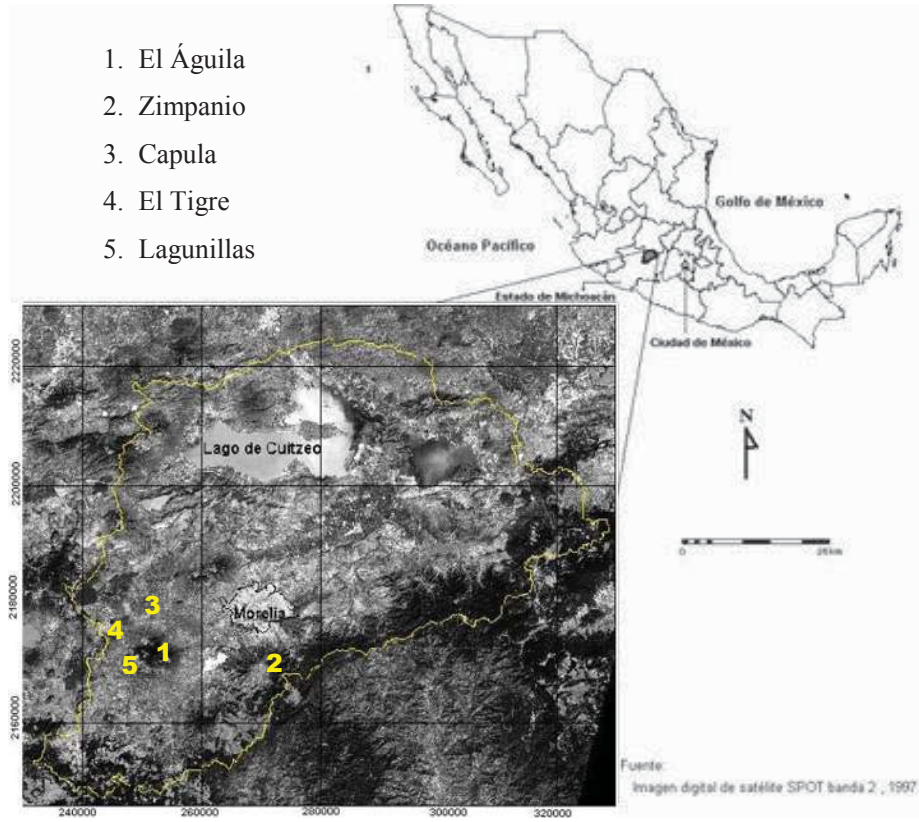 1. El Águila
2. Zimpanio
3. Capula
4. El Tigre
5. Lagunillas
Golfo de México
Océano Pacífico
Estado de Michoacán
Ciudad de México
N
0
25 km
2220000
2200000
2180000
2160000
Lago de Cuitzeo
Morelia
3
4
1
5
2
240000
260000
280000
300000
320000
Fuente:
Imagen digital de satélite SPOT banda 2 , 1997